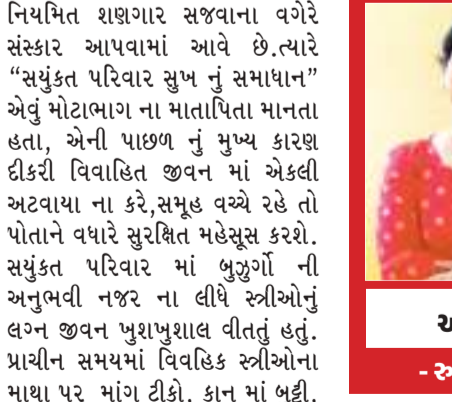 નિયમિત શણગાર સજવાના વગેરે
સંસ્કાર આપવામાં આવે છે.ત્યારે
“સયુંકત પરિવાર સુખ નું સમાધાન”
એવું મોટાભાગ ના માતાપિતા માનતા
હતા, એની પાછળ નું મુખ્ય કારણ
દીકરી વિવાહિત જીવન માં એકલી
અટવાયા ના કરે,સમૂહ વચ્ચે રહે તો
પોતાને વધારે સુરક્ષિત મહેસૂસ કરશે.
સયુંકત પરિવાર માં બુઝુર્ગો ની
અનુભવી નજર ના લીધે સ્ત્રીઓનું
લગ્ન જીવન ખુશખુશાલ વીતતું હતું.
પ્રાચીન સમયમાં વિવહિક સ્ત્રીઓના
માથા પર માંગ ટીકો, કાન માં બુટ્ટી,